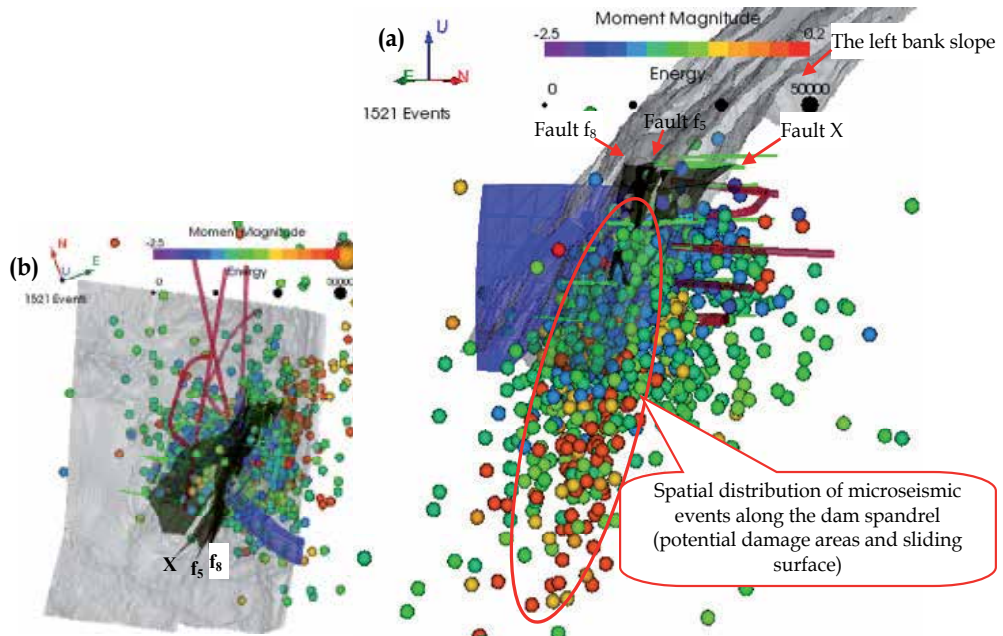 (a)
Moment Magnitude
-2.5
0.2
Energy
0
50000
U
E
N
1521 Events
The left bank slope
Fault f₈
Fault f₅
Fault X
(b)
N
E
U
Moment Magnitude
-2.5
Energy
0
50000
1521 Events
X
f₅
f₈
Spatial distribution of microseismic
events along the dam spandrel
(potential damage areas and sliding
surface)